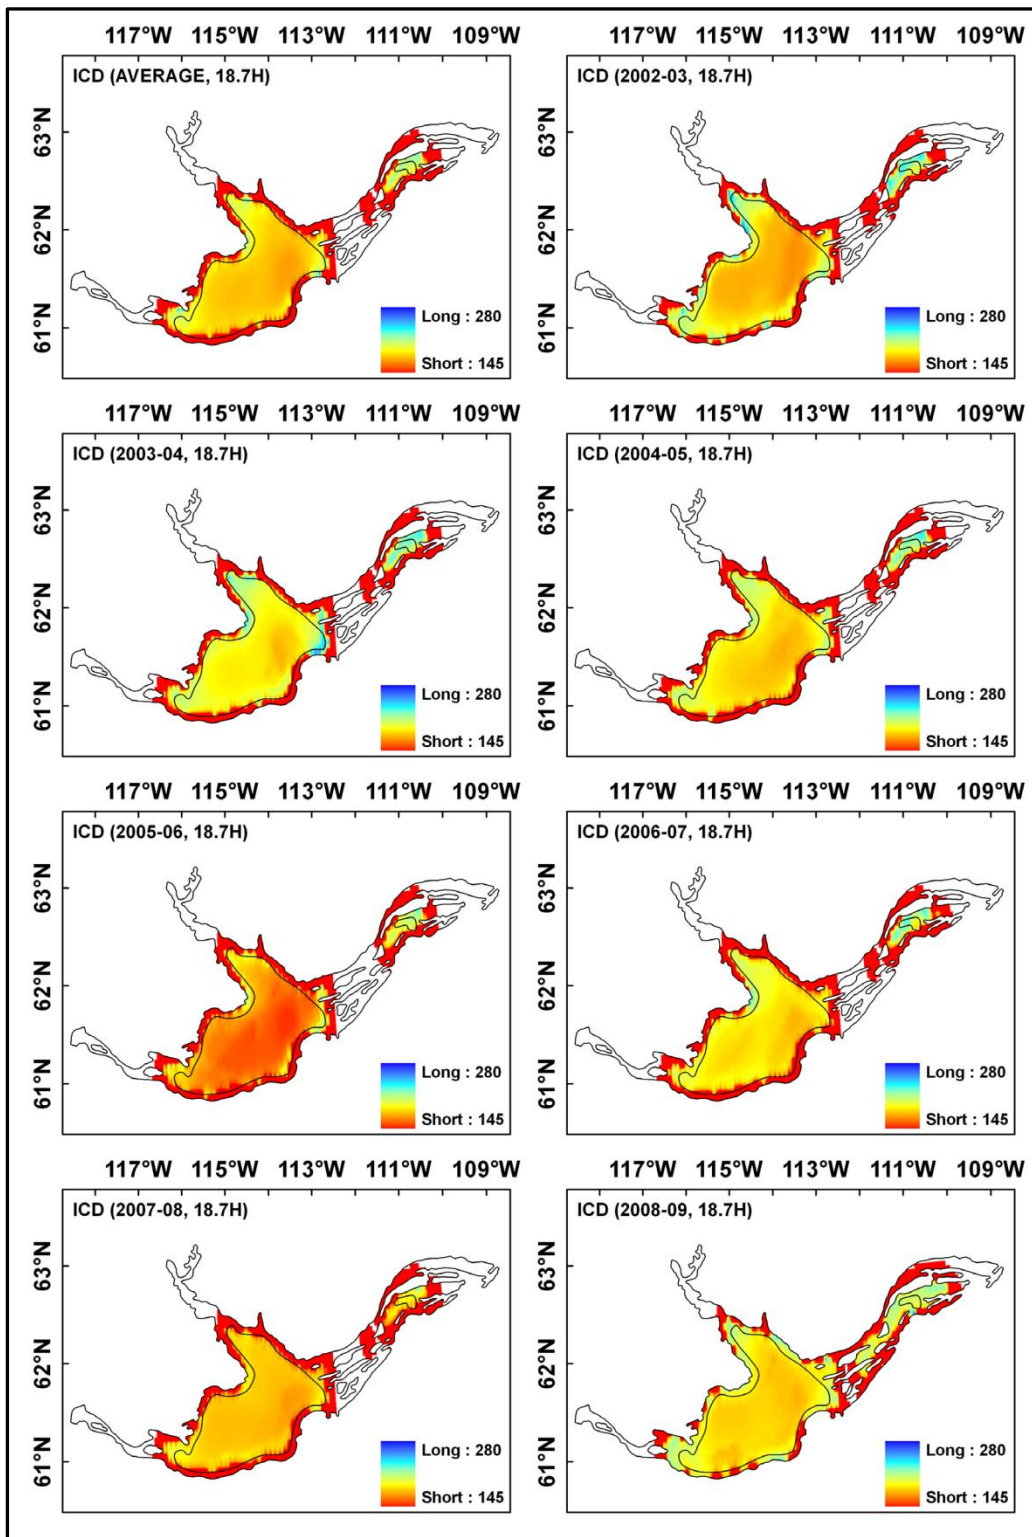 117°W 115°W 113°W 111°W 109°W 117°W 115°W 113°W 111°W 109°W
ICD (AVERAGE, 18.7H) ICD (2002-03, 18.7H)
63°N 63°N
62°N 62°N
61°N 61°N
Long : 280 Long : 280
Short : 145 Short : 145
117°W 115°W 113°W 111°W 109°W 117°W 115°W 113°W 111°W 109°W
ICD (2003-04, 18.7H) ICD (2004-05, 18.7H)
63°N 63°N
62°N 62°N
61°N 61°N
Long : 280 Long : 280
Short : 145 Short : 145
117°W 115°W 113°W 111°W 109°W 117°W 115°W 113°W 111°W 109°W
ICD (2005-06, 18.7H) ICD (2006-07, 18.7H)
63°N 63°N
62°N 62°N
61°N 61°N
Long : 280 Long : 280
Short : 145 Short : 145
117°W 115°W 113°W 111°W 109°W 117°W 115°W 113°W 111°W 109°W
ICD (2007-08, 18.7H) ICD (2008-09, 18.7H)
63°N 63°N
62°N 62°N
61°N 61°N
Long : 280 Long : 280
Short : 145 Short : 145